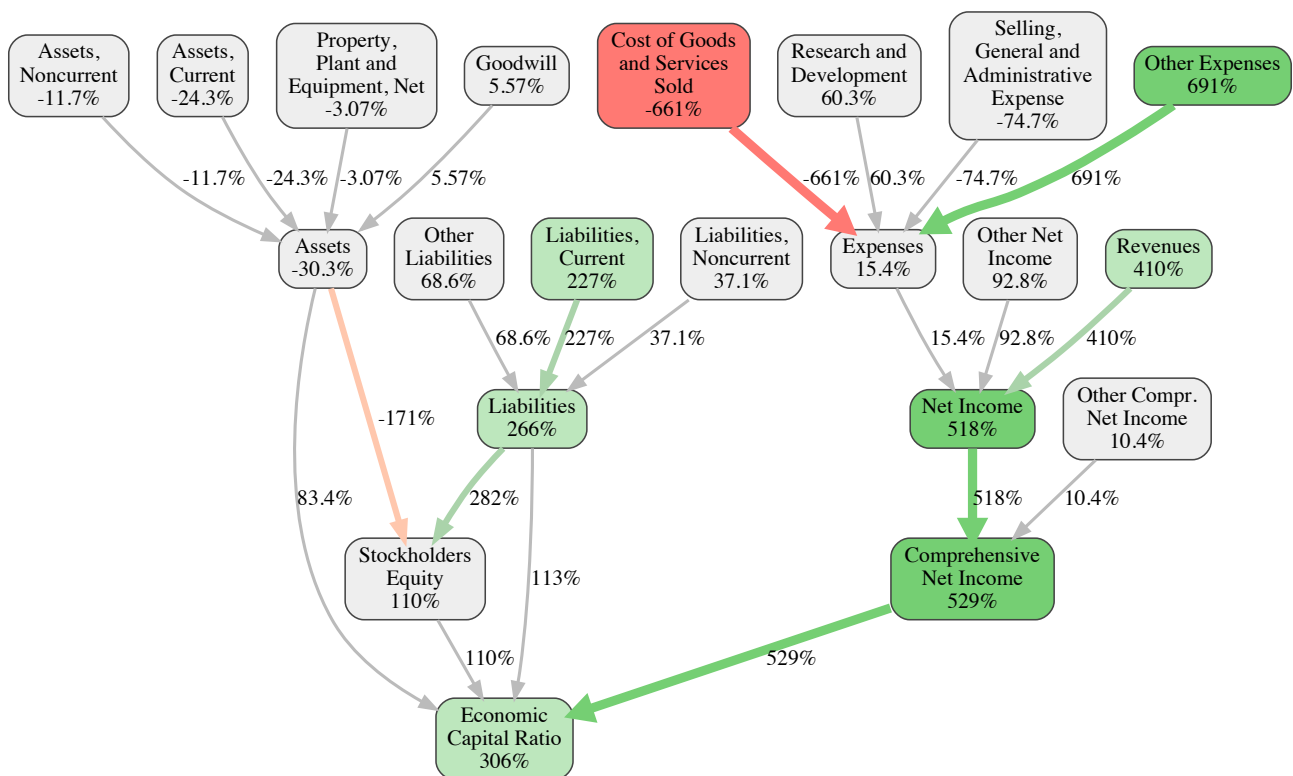 Assets,
Noncurrent
-11.7%
Assets,
Current
-24.3%
Property,
Plant and
Equipment, Net
-3.07%
Goodwill
5.57%
Cost of Goods
and Services
Sold
-661%
Research and
Development
60.3%
Selling,
General and
Administrative
Expense
-74.7%
Other Expenses
691%
-11.7%
-24.3%
-3.07%
5.57%
-661%
60.3%
-74.7%
691%
Assets
-30.3%
Other
Liabilities
68.6%
Liabilities,
Current
227%
Liabilities,
Noncurrent
37.1%
Expenses
15.4%
Other Net
Income
92.8%
Revenues
410%
68.6%
227%
37.1%
15.4%
92.8%
410%
-171%
Liabilities
266%
Net Income
518%
Other Compr.
Net Income
10.4%
83.4%
282%
518%
10.4%
Stockholders
Equity
110%
113%
Comprehensive
Net Income
529%
110%
529%
Economic
Capital Ratio
306%